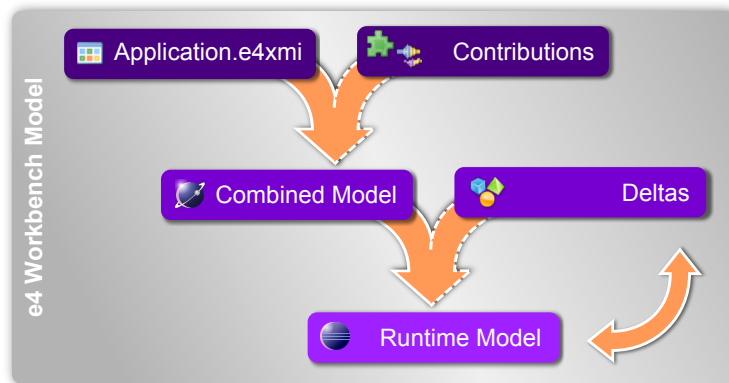 e4 Workbench Model
Application.e4xmi
Contributions
Combined Model
Deltas
Runtime Model